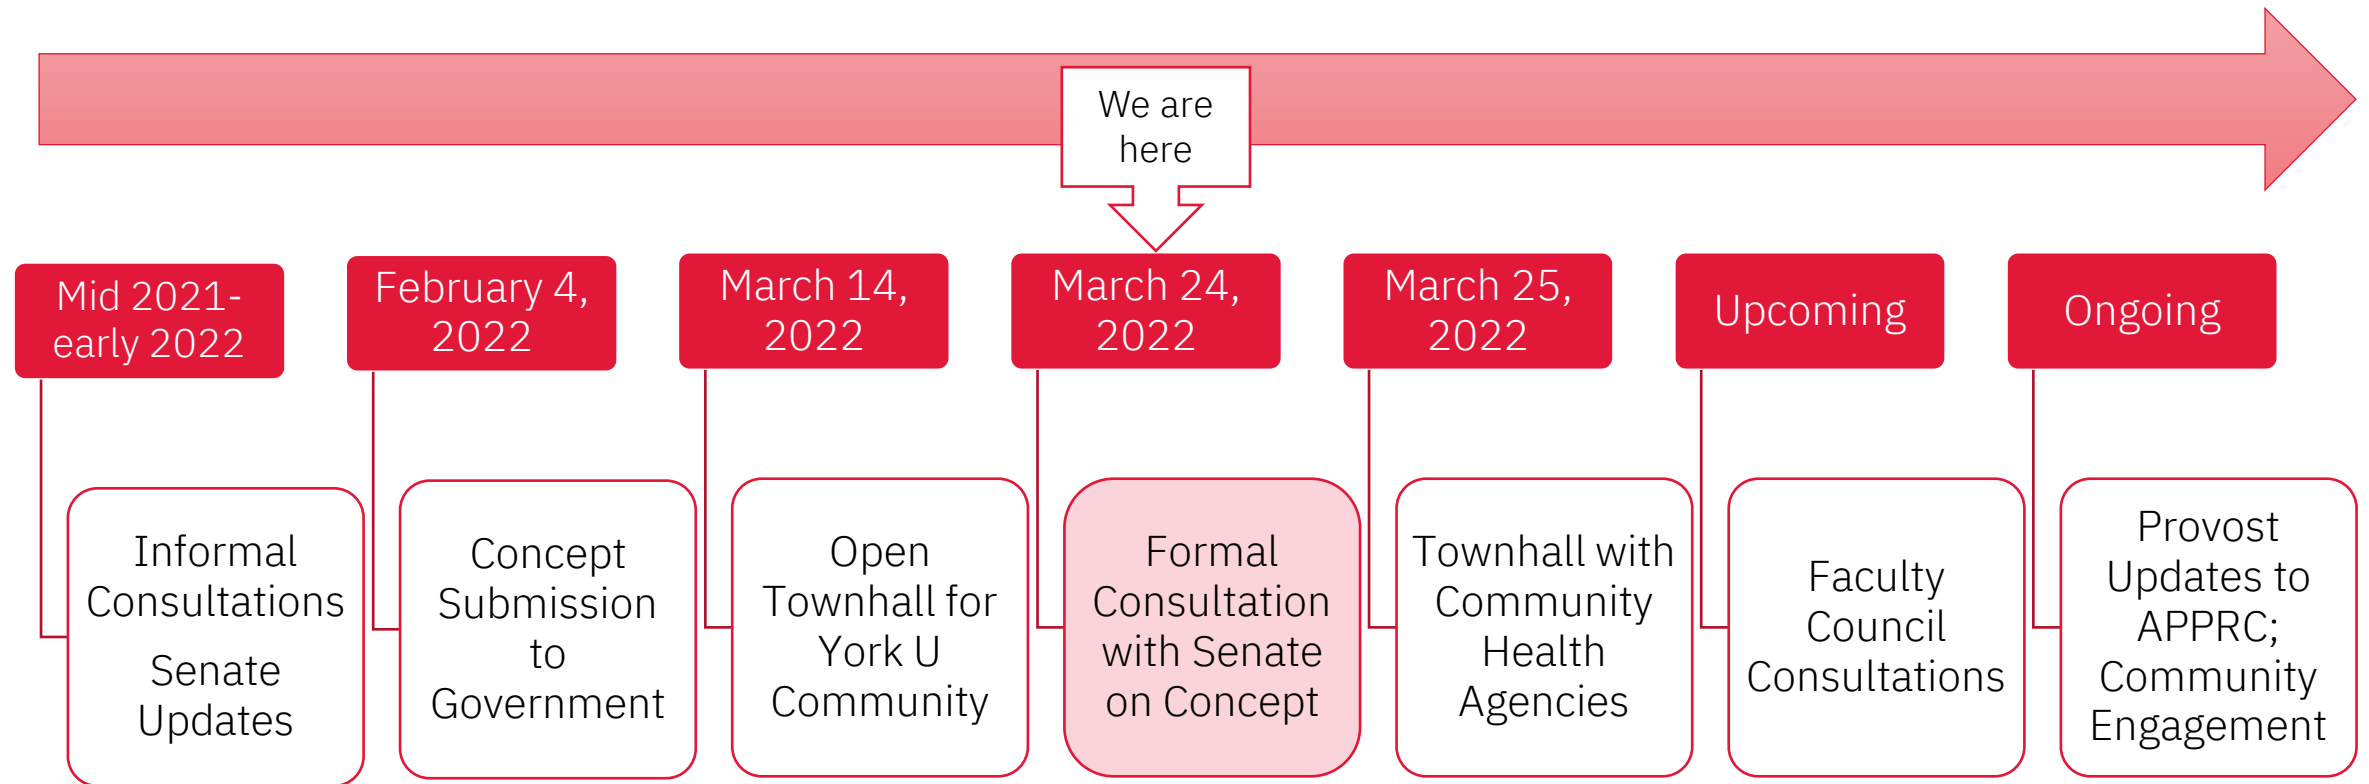 We are
here
Mid 2021-
early 2022
February 4,
2022
March 14,
2022
March 24,
2022
March 25,
2022
Upcoming
Ongoing
Informal
Consultations
Senate
Updates
Concept
Submission
to
Government
Open
Townhall for
York U
Community
Formal
Consultation
with Senate
on Concept
Townhall with
Community
Health
Agencies
Faculty
Council
Consultations
Provost
Updates to
APPRC;
Community
Engagement